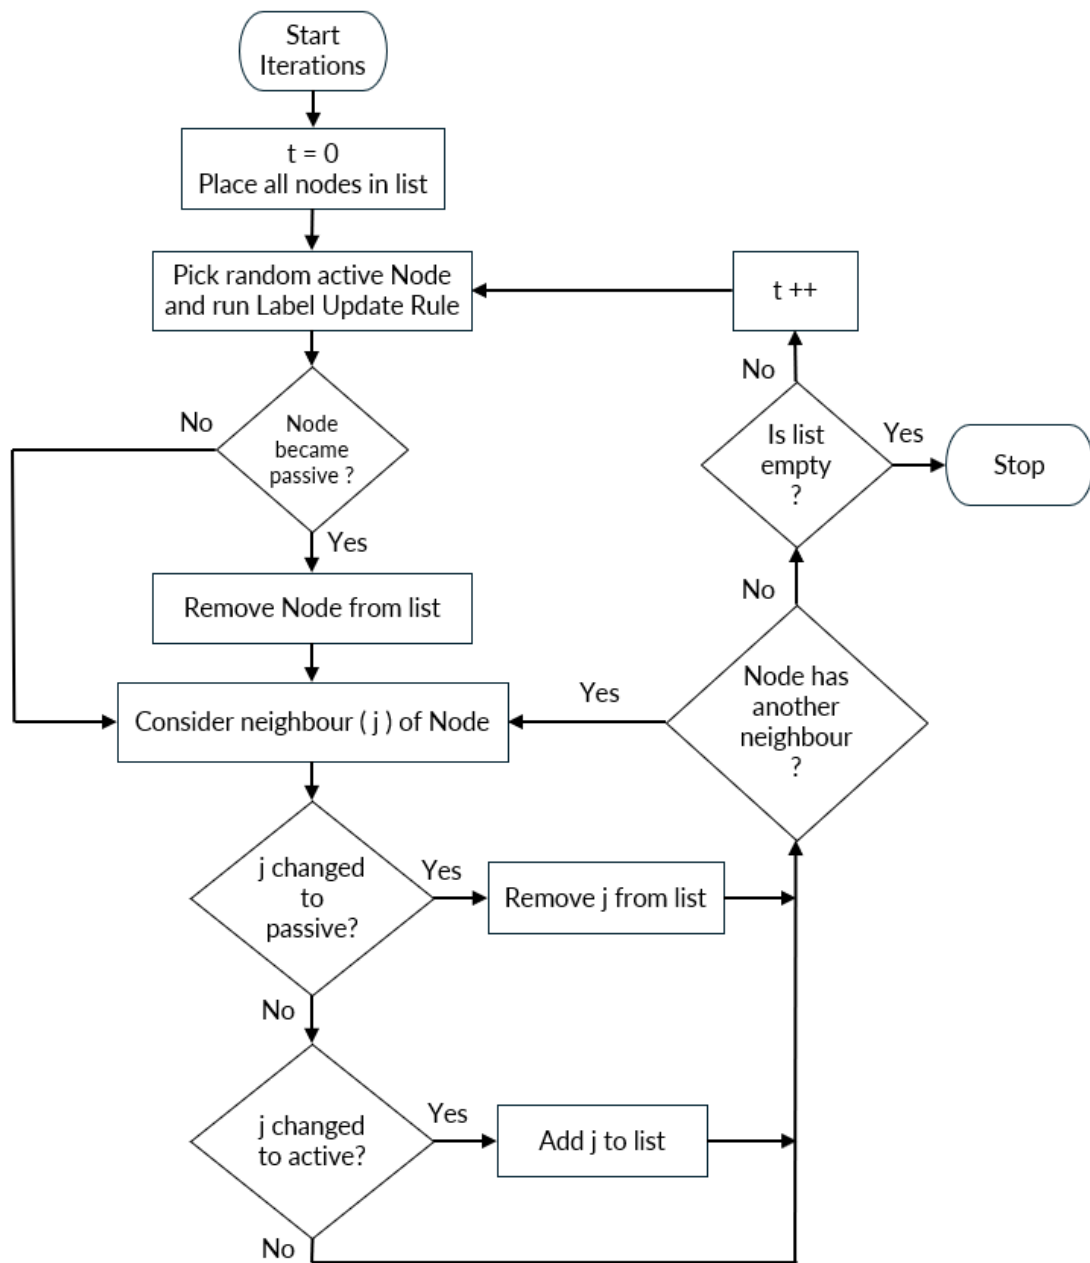 Start
Iterations
t = 0
Place all nodes in list
Pick random active Node
and run Label Update Rule
t ++
No
Node
became
passive ?
No
Is list
empty
?
Yes
Stop
Yes
Remove Node from list
No
Consider neighbour ( j ) of Node
Yes
Node has
another
neighbour
?
j changed
to
passive?
Yes
Remove j from list
No
j changed
to active?
Yes
Add j to list
No